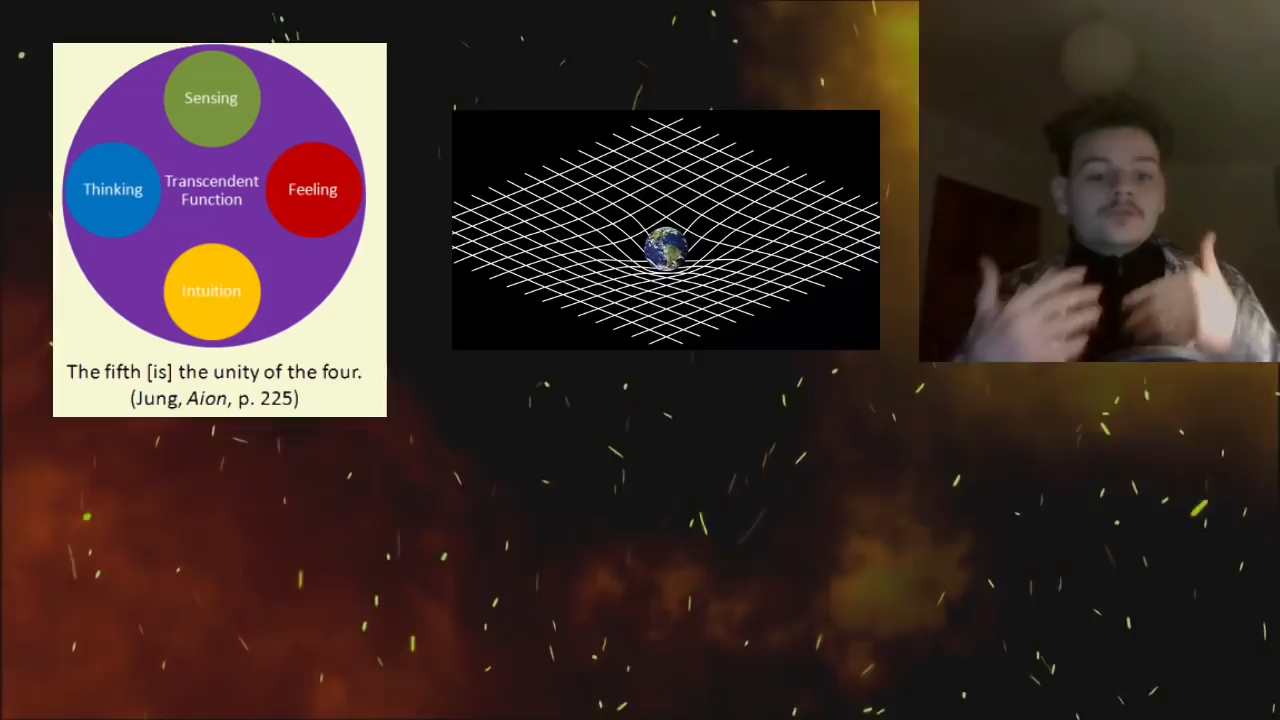 Sensing
Thinking
Transcendent
Function
Feeling
Intuition
The fifth [is] the unity of the four.
(Jung, Aion, p. 225)